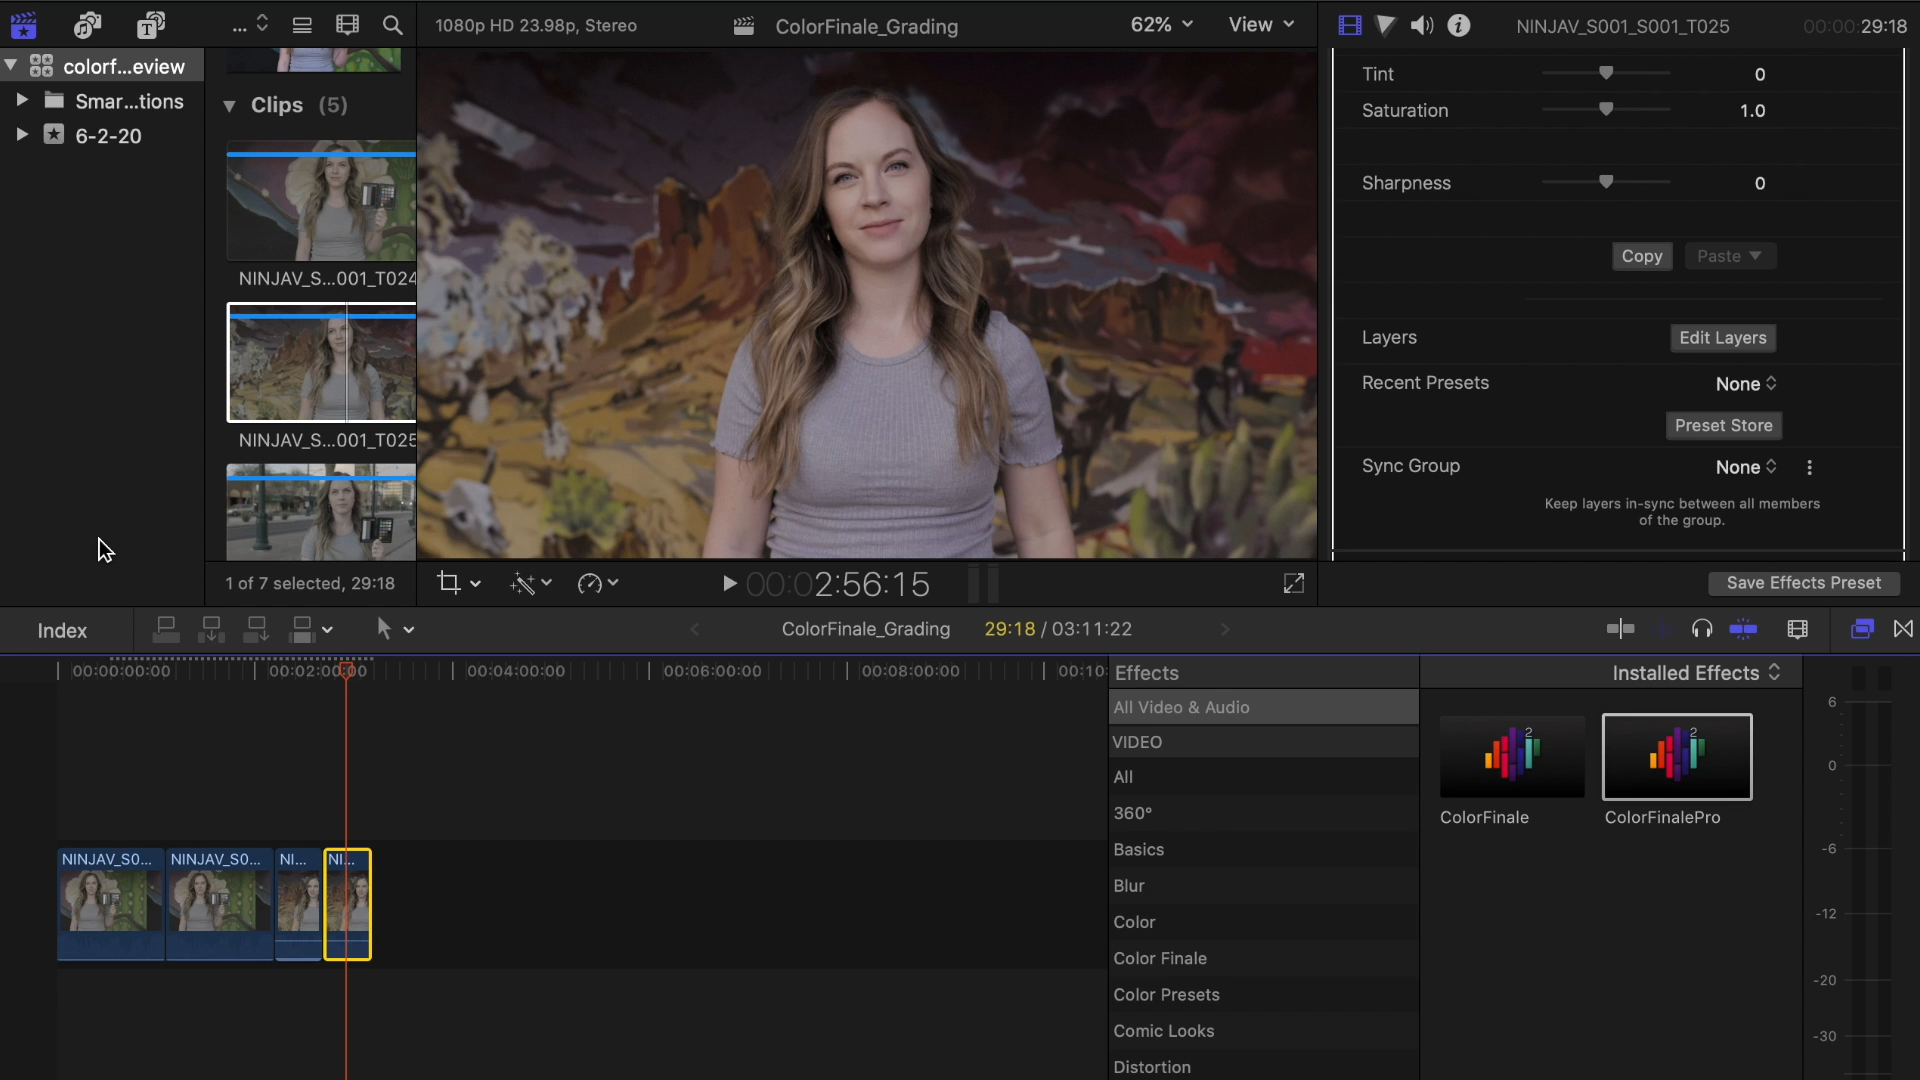 ...
1080p HD 23.98p, Stereo
ColorFinale_Grading
62%
View
NINJAV_S001_S001_T025
00:00:29:18
colorf...eview
Smar...tions
6-2-20
Clips (5)
NINJAV_S...001_T024
NINJAV_S...001_T025
1 of 7 selected, 29:18
00:02:56:15
Tint 0
Saturation 1.0
Sharpness 0
Copy
Paste
Layers
Edit Layers
Recent Presets
None
Preset Store
Sync Group
None
Keep layers in-sync between all members
of the group.
Save Effects Preset
Index
ColorFinale_Grading
29:18 / 03:11:22
00:00:00:00
00:02:00:00
00:04:00:00
00:06:00:00
00:08:00:00
00:10:
NINJAV_S0...
NINJAV_S0...
NI...
NI...
Effects
Installed Effects
All Video & Audio
VIDEO
All
360°
Basics
Blur
Color
Color Finale
Color Presets
Comic Looks
Distortion
2
2
ColorFinale
ColorFinalePro
6
0
-6
-12
-20
-30